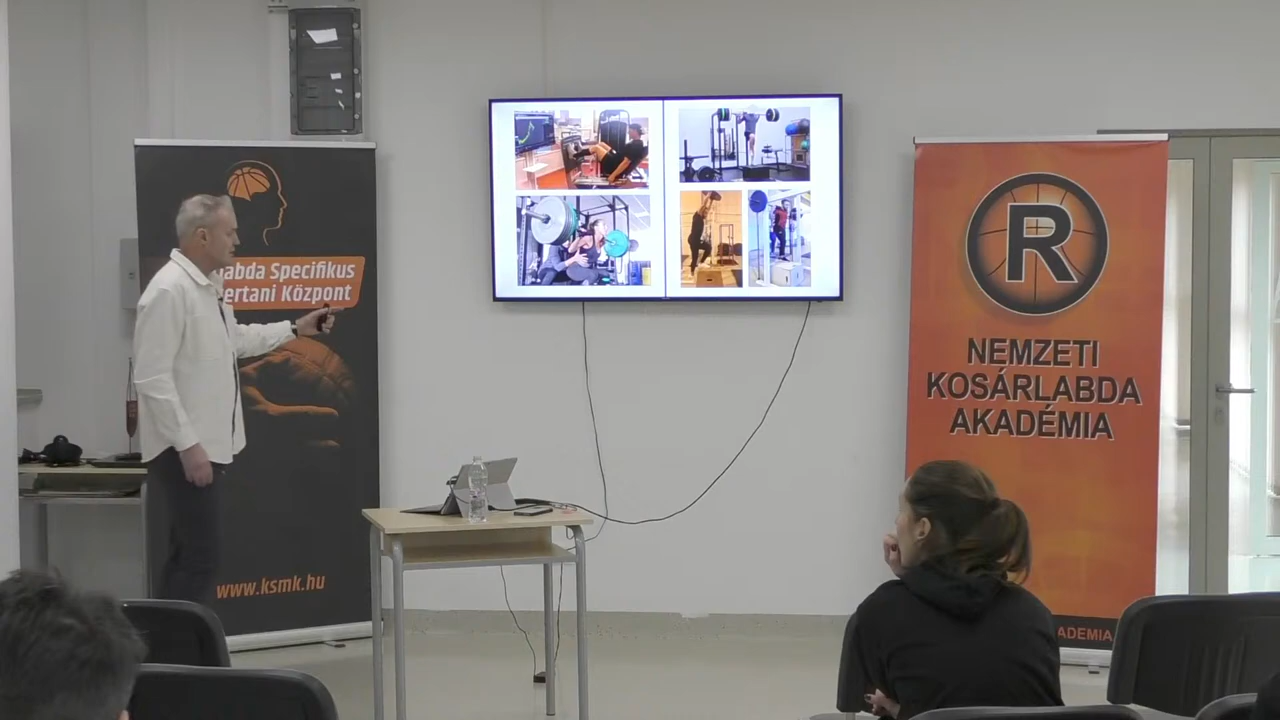 abda Specifikus
ertani Központ
www.ksmk.hu
R
NEMZETI
KOSÁRLABDA
AKADÉMIA
ADEMIA